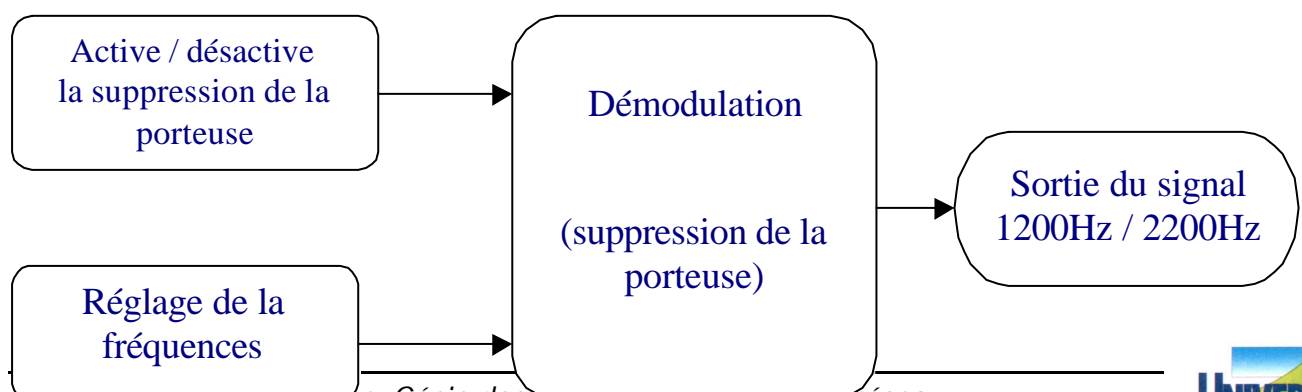 Active / désactive
la suppression de la
porteuse
Démodulation
(suppression de la
porteuse)
Sortie du signal
1200Hz / 2200Hz
Réglage de la
fréquences